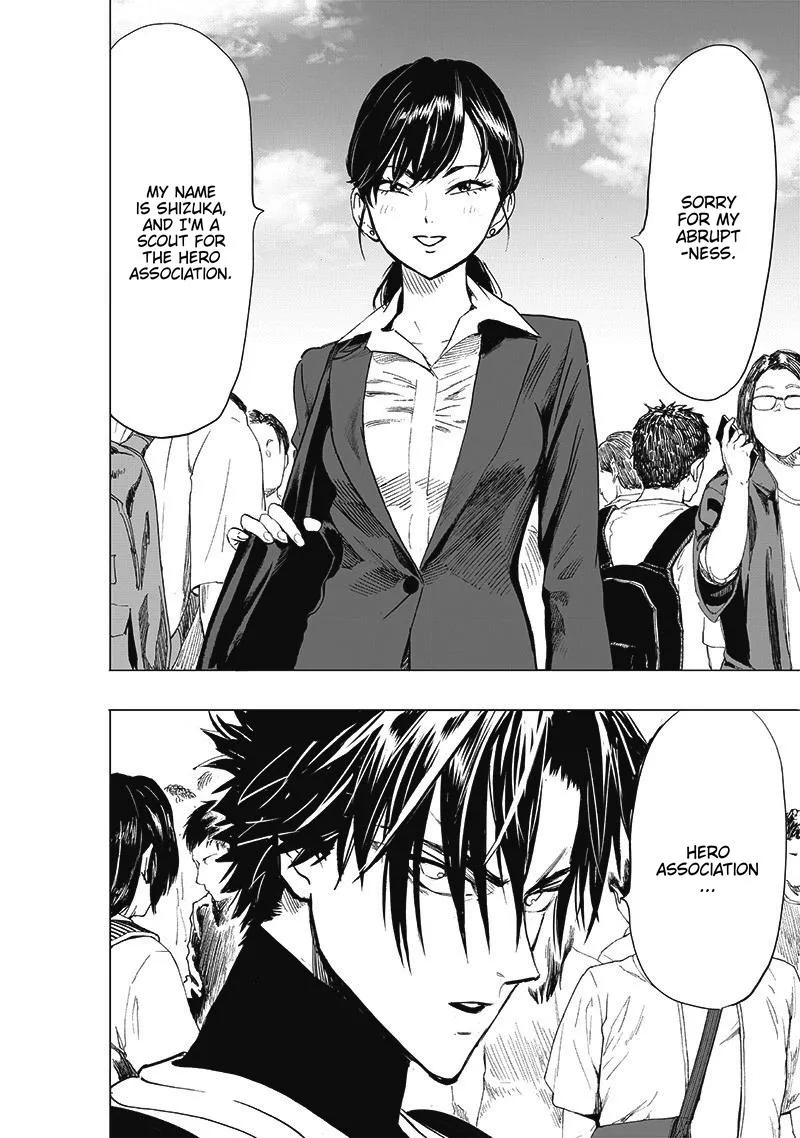 SORRY
FOR MY
ABRUPT
-NESS.
MY NAME
IS SHIZUKA,
AND I'M A
SCOUT FOR
THE HERO
ASSOCIATION.
HERO
ASSOCIATION
...